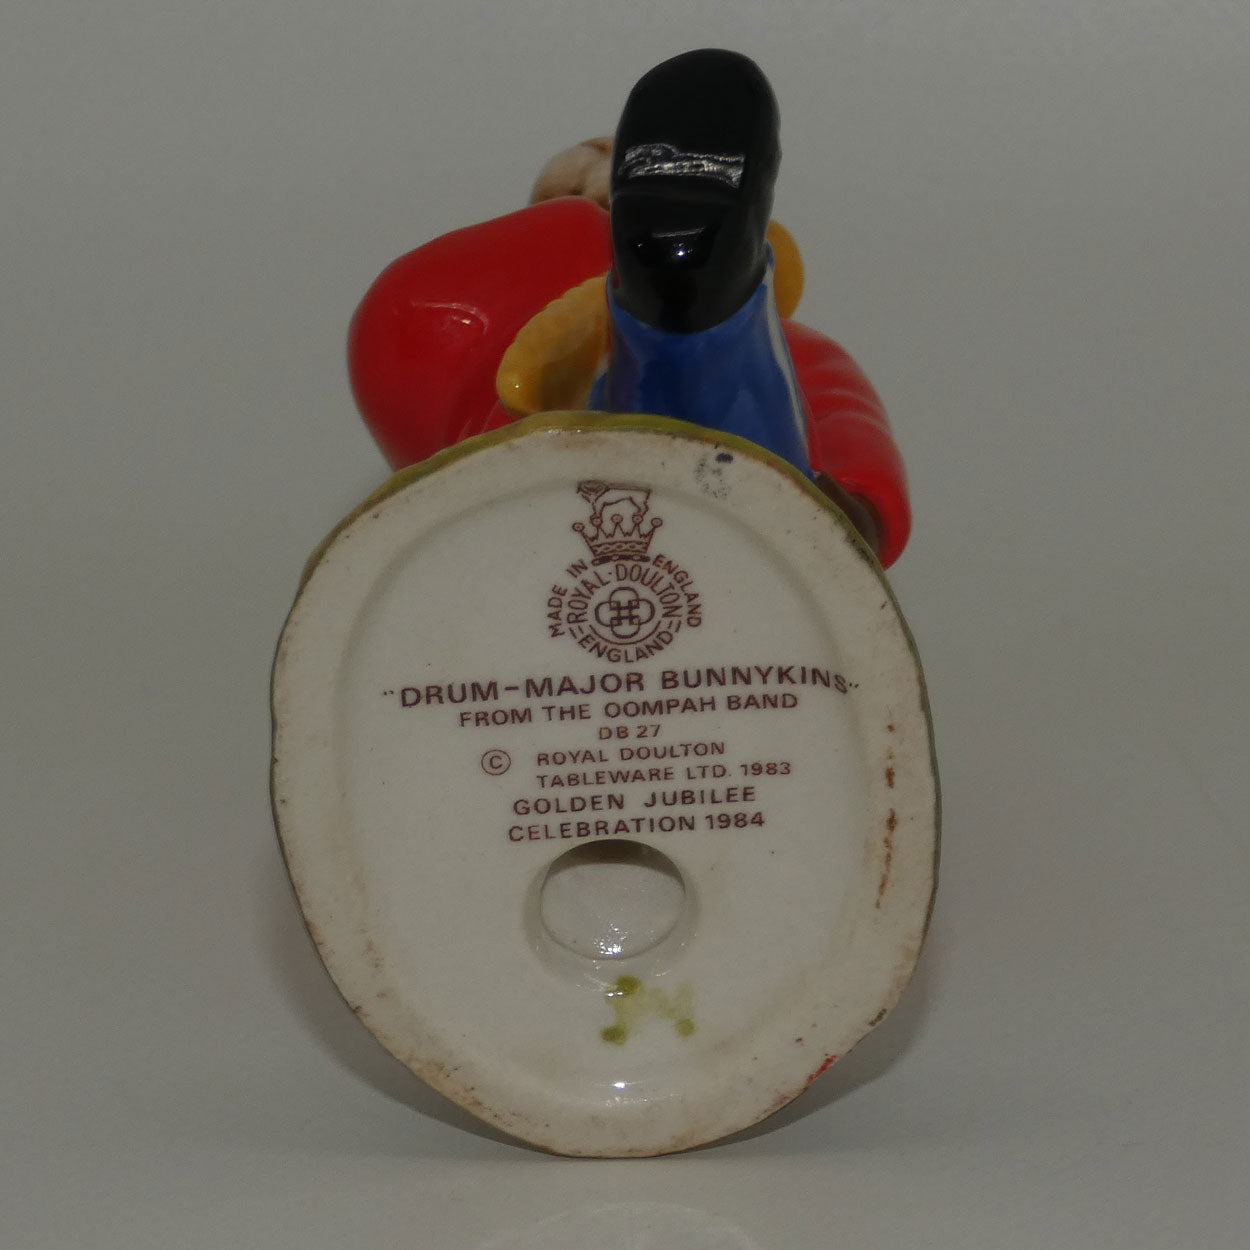 MADE IN ENGLAND
ROYAL·DOULTON
ENGLAND
"DRUM-MAJOR BUNNYKINS"
FROM THE OOMPAH BAND
DB 27
© ROYAL DOULTON
TABLEWARE LTD. 1983
GOLDEN JUBILEE
CELEBRATION 1984